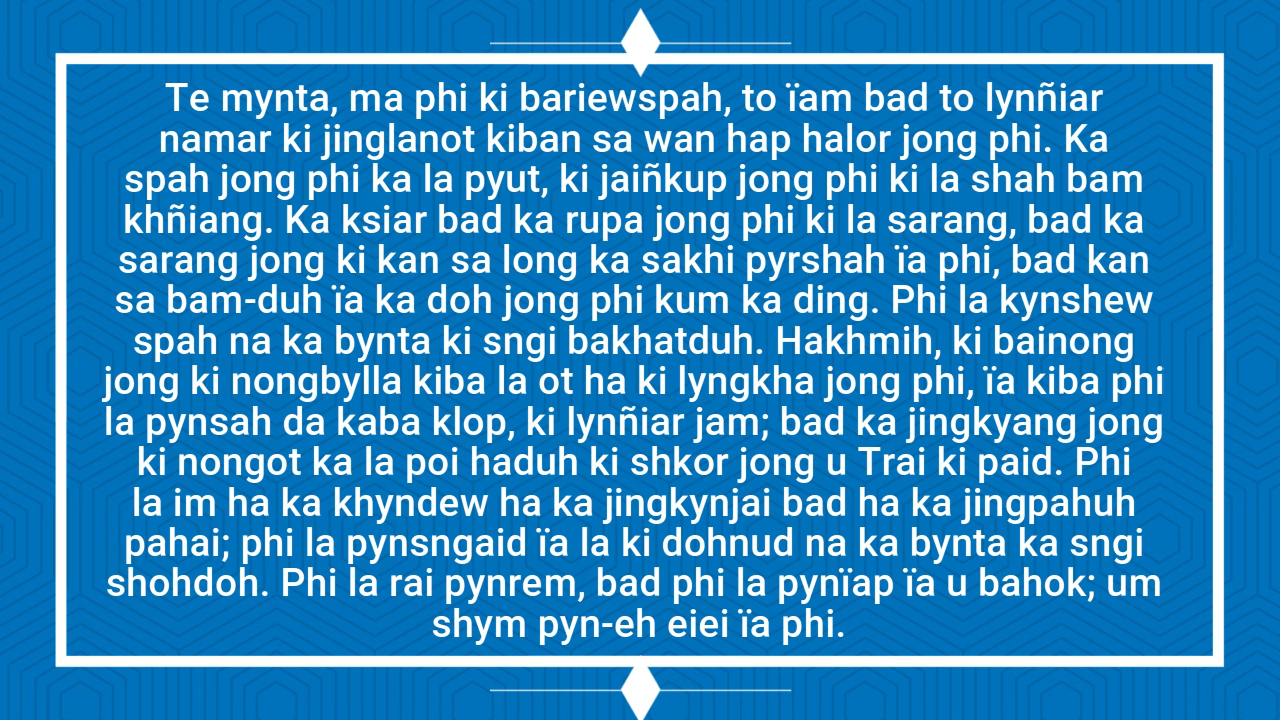 Te mynta, ma phi ki bariewspah, to ïam bad to lynñiar
namar ki jinglanot kiban sa wan hap halor jong phi. Ka
spah jong phi ka la pyut, ki jaiñkup jong phi ki la shah bam
khñiang. Ka ksiar bad ka rupa jong phi ki la sarang, bad ka
sarang jong ki kan sa long ka sakhi pyrshah ïa phi, bad kan
sa bam-duh ïa ka doh jong phi kum ka ding. Phi la kynshew
spah na ka bynta ki sngi bakhatduh. Hakhmih, ki bainong
jong ki nongbylla kiba la ot ha ki lyngkha jong phi, ïa kiba phi
la pynsah da kaba klop, ki lynñiar jam; bad ka jingkyang jong
ki nongot ka la poi haduh ki shkor jong u Trai ki paid. Phi
la im ha ka khyndew ha ka jingkynjai bad ha ka jingpahuh
pahai; phi la pynsngaid ïa la ki dohnud na ka bynta ka sngi
shohdoh. Phi la rai pynrem, bad phi la pynïap ïa u bahok; um
shym pyn-eh eiei ïa phi.